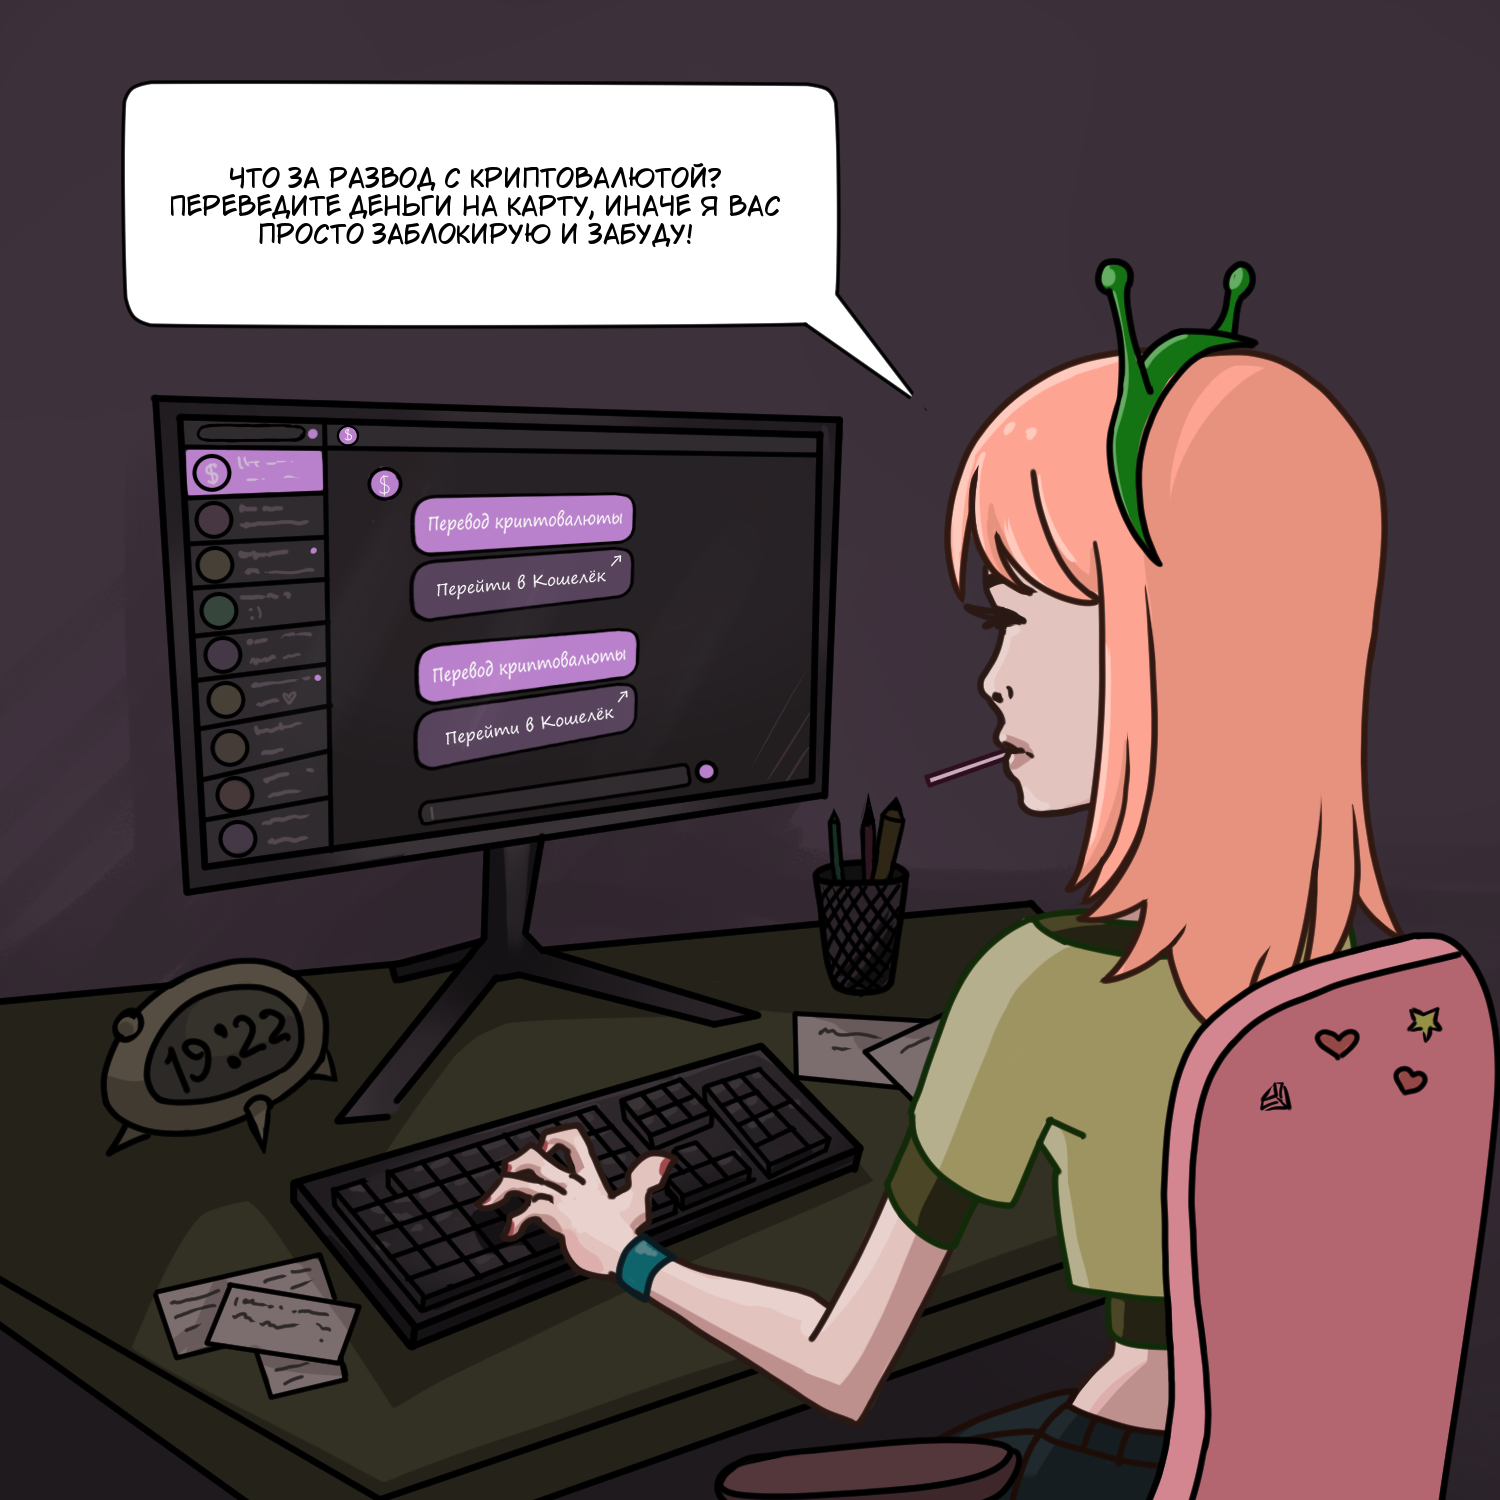 ЧТО ЗА РАЗВОД С КРИПТОВАЛЮТОЙ?
ПЕРЕВЕДИТЕ ДЕНЬГИ НА КАРТУ, ИНАЧЕ Я ВАС
ПРОСТО ЗАБЛОКИРУЮ И ЗАБУДУ!
$
$
$
Перевод криптовалюты
Перейти в Кошелёк
:)
Перевод криптовалюты
Перейти в Кошелёк
19:22